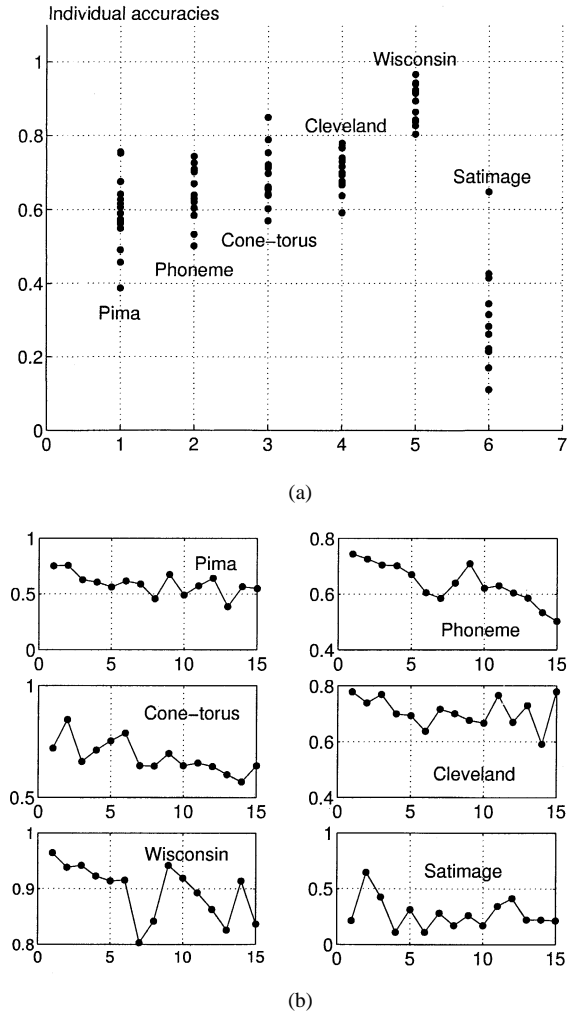 Individual accuracies
1
Wisconsin
0.8
Cleveland
Satimage
0.6
Cone-torus
Phoneme
0.4
Pima
0.2
0
0 1 2 3 4 5 6 7
(a)
1 0.8
Pima
0.5 0.6
Phoneme
0 0.4
0 5 10 15 0 5 10 15
1 0.8
Cone-torus
0.6
Cleveland
0.5 0.4
0 5 10 15 0 5 10 15
1 1
Wisconsin Satimage
0.9 0.5
0.8 0
0 5 10 15 0 5 10 15
(b)